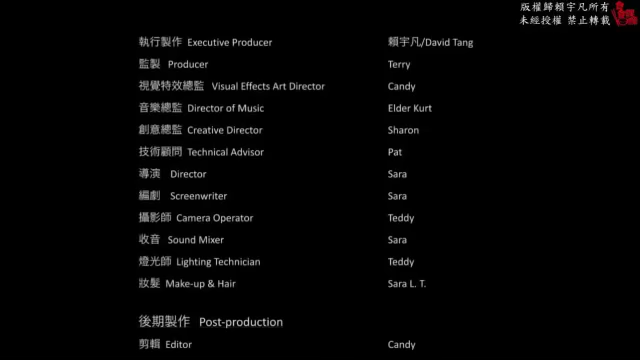 版權歸賴宇凡所有
未經授權 禁止轉載
執行製作 Executive Producer 賴宇凡/David Tang
監製 Producer Terry
視覺特效總監 Visual Effects Art Director Candy
音樂總監 Director of Music Elder Kurt
創意總監 Creative Director Sharon
技術顧問 Technical Advisor Pat
導演 Director Sara
編劇 Screenwriter Sara
攝影師 Camera Operator Teddy
收音 Sound Mixer Sara
燈光師 Lighting Technician Teddy
妝髮 Make-up & Hair Sara L. T.
後期製作 Post-production
剪輯 Editor Candy